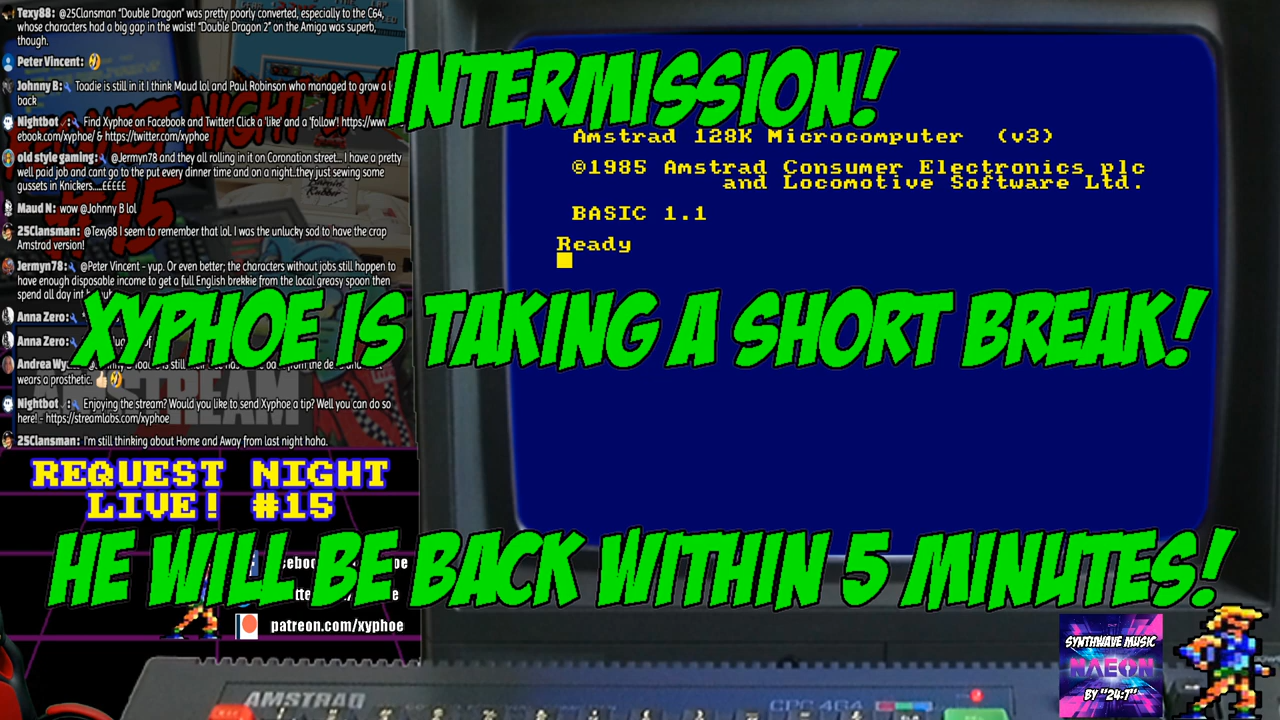 Texy88: @25Clansman "Double Dragon" was pretty poorly converted, especially to the C64,
whose characters had a big gap in the waist! "Double Dragon 2" on the Amiga was superb,
though.
Peter Vincent: 🤣
Johnny B: Toadie is still in it I think Maud lol and Paul Robinson who managed to grow a l
back
Nightbot: Find Xyphoe on Facebook and Twitter! Click a 'like' and a 'follow'! https://www.
ebook.com/xyphoe/ & https://twitter.com/xyphoe
old style gaming: @Jermyn78 and they all rolling in it on Coronation street... I have a pretty
well paid job and cant go to the put every dinner time and on a night..they just sewing some
gussets in Knickers.....£££££
Maud N: wow @Johnny B lol
25Clansman: @Texy88 I seem to remember that lol. I was the unlucky sod to have the crap
Amstrad version!
Jermyn78: @Peter Vincent - yup. Or even better; the characters without jobs still happen to
have enough disposable income to get a full English brekkie from the local greasy spoon then
spend all day in
Anna Zero:
Anna Zero:
Andrea Wy
wears a prosthetic. 👍🏻🤣
Nightbot: Enjoying the stream? Would you like to send Xyphoe a tip? Well you can do so
here! - https://streamlabs.com/xyphoe
25Clansman: I'm still thinking about Home and Away from last night haha.
INTERMISSION!
Amstrad 128K Microcomputer (v3)
©1985 Amstrad Consumer Electronics plc
and Locomotive Software Ltd.
BASIC 1.1
Ready
XYPHOE IS TAKING A SHORT BREAK!
REQUEST NIGHT
LIVE! #15
HE WILL BE BACK WITHIN 5 MINUTES!
patreon.com/xyphoe
SYNTHWAVE MUSIC
NAEON
BY "24:7"
AMSTRAD
CPC 464